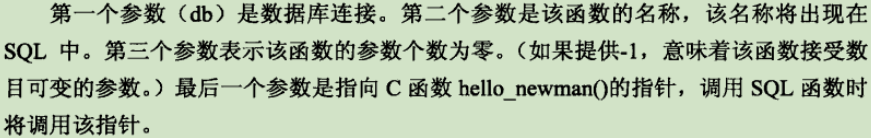 第一个参数（db）是数据库连接。第二个参数是该函数的名称，该名称将出现在
SQL 中。第三个参数表示该函数的参数个数为零。（如果提供-1，意味着该函数接受数
目可变的参数。）最后一个参数是指向 C 函数 hello_newman()的指针，调用 SQL 函数时
将调用该指针。